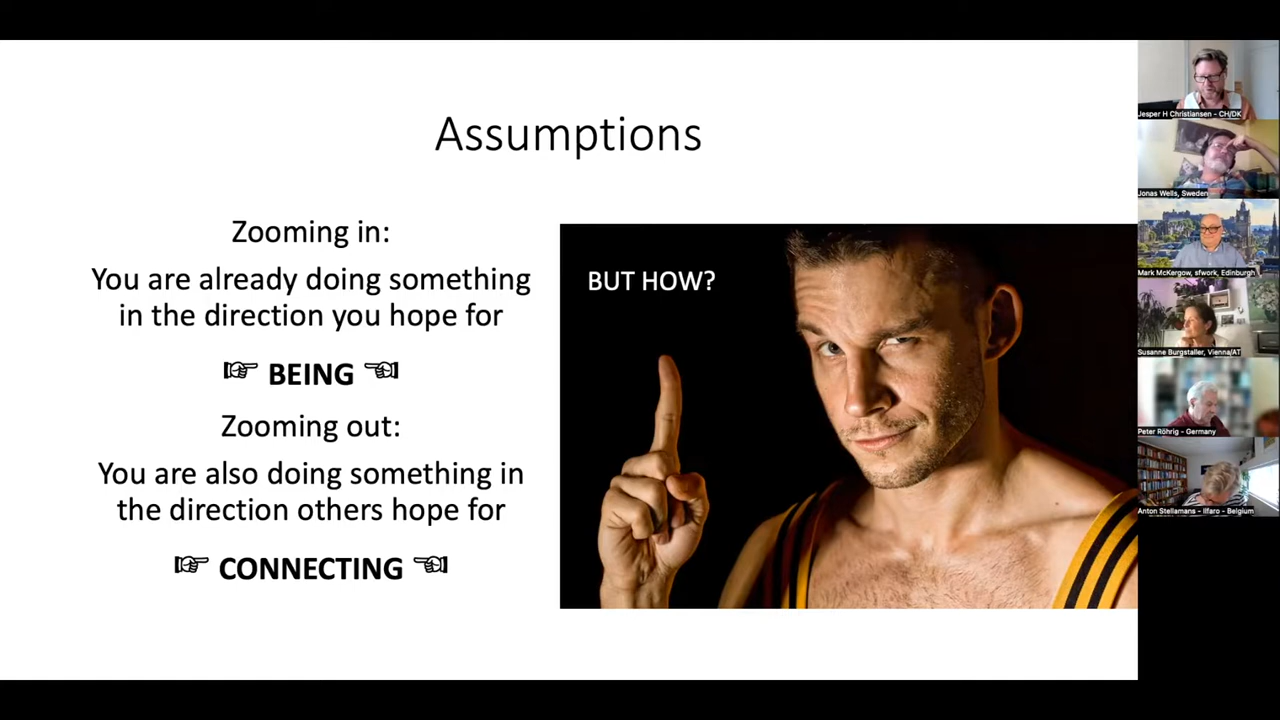 Assumptions
Zooming in:
You are already doing something
in the direction you hope for
☞ BEING ☜
Zooming out:
You are also doing something in
the direction others hope for
☞ CONNECTING ☜
BUT HOW?
Jesper H Christiansen - CH/DK
Jonas Wells, Sweden
Mark McKergow, sfwork, Edinburgh
Susanne Burgstaller, Vienna/AT
Peter Röhrig - Germany
Anton Stellamans - Ilfaro - Belgium